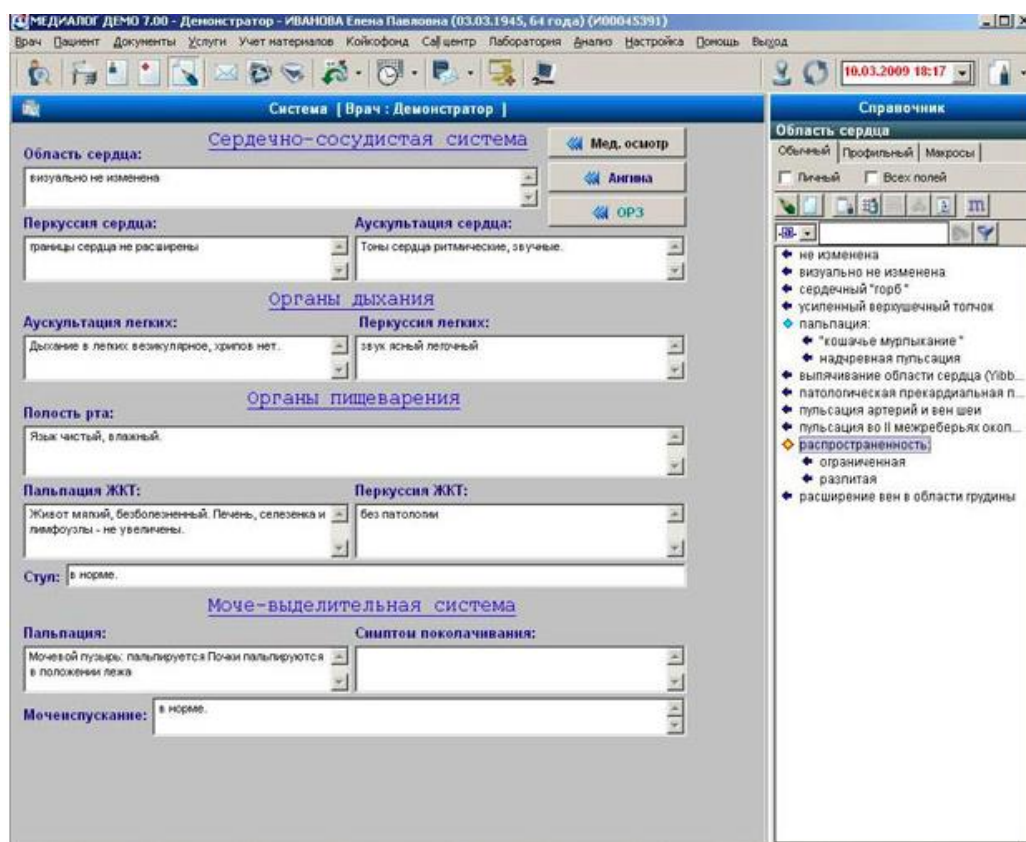 МЕДИАЛОГ ДЕМО 7.00 - Демонстратор - ИВАНОВА Елена Павловна (03.03.1945, 64 года) (И00045391)
Врач Пациент Документы Услуги Учет материалов Койкофонд Call центр Лаборатория Анализ Настройка Помощь Выход
10.03.2009 18:17
Система [ Врач : Демонстратор ]
Сердечно-сосудистая система
Мед. осмотр
Область сердца:
визуально не изменена
Ангина
ОРЗ
Перкуссия сердца: Аускультация сердца:
границы сердца не расширены Тоны сердца ритмические, звучные.
Органы дыхания
Аускультация легких: Перкуссия легких:
Дыхание в легких везикулярное, хрипов нет. звук ясный легочный
Органы пищеварения
Полость рта:
Язык чистый, влажный.
Пальпация ЖКТ: Перкуссия ЖКТ:
Живот мягкий, безболезненный. Печень, селезенка и без патологии
лимфоузлы - не увеличены.
Стул: в норме.
Моче-выделительная система
Пальпация: Симптом поколачивания:
Мочевой пузырь: пальпируется Почки пальпируются
в положении лежа
Мочеиспускание: в норме.
Справочник
Область сердца
Обычный Профильный Макросы
Личный Всех полей
m
не изменена
визуально не изменена
сердечный "горб"
усиленный верхушечный толчок
пальпация:
"кошачье мурлыкание"
надчревная пульсация
выпячивание области сердца (Yibb...
патологическая прекардиальная п...
пульсация артерий и вен шеи
пульсация во II межреберьях окол...
распространенность:
ограниченная
разлитая
расширение вен в области грудины